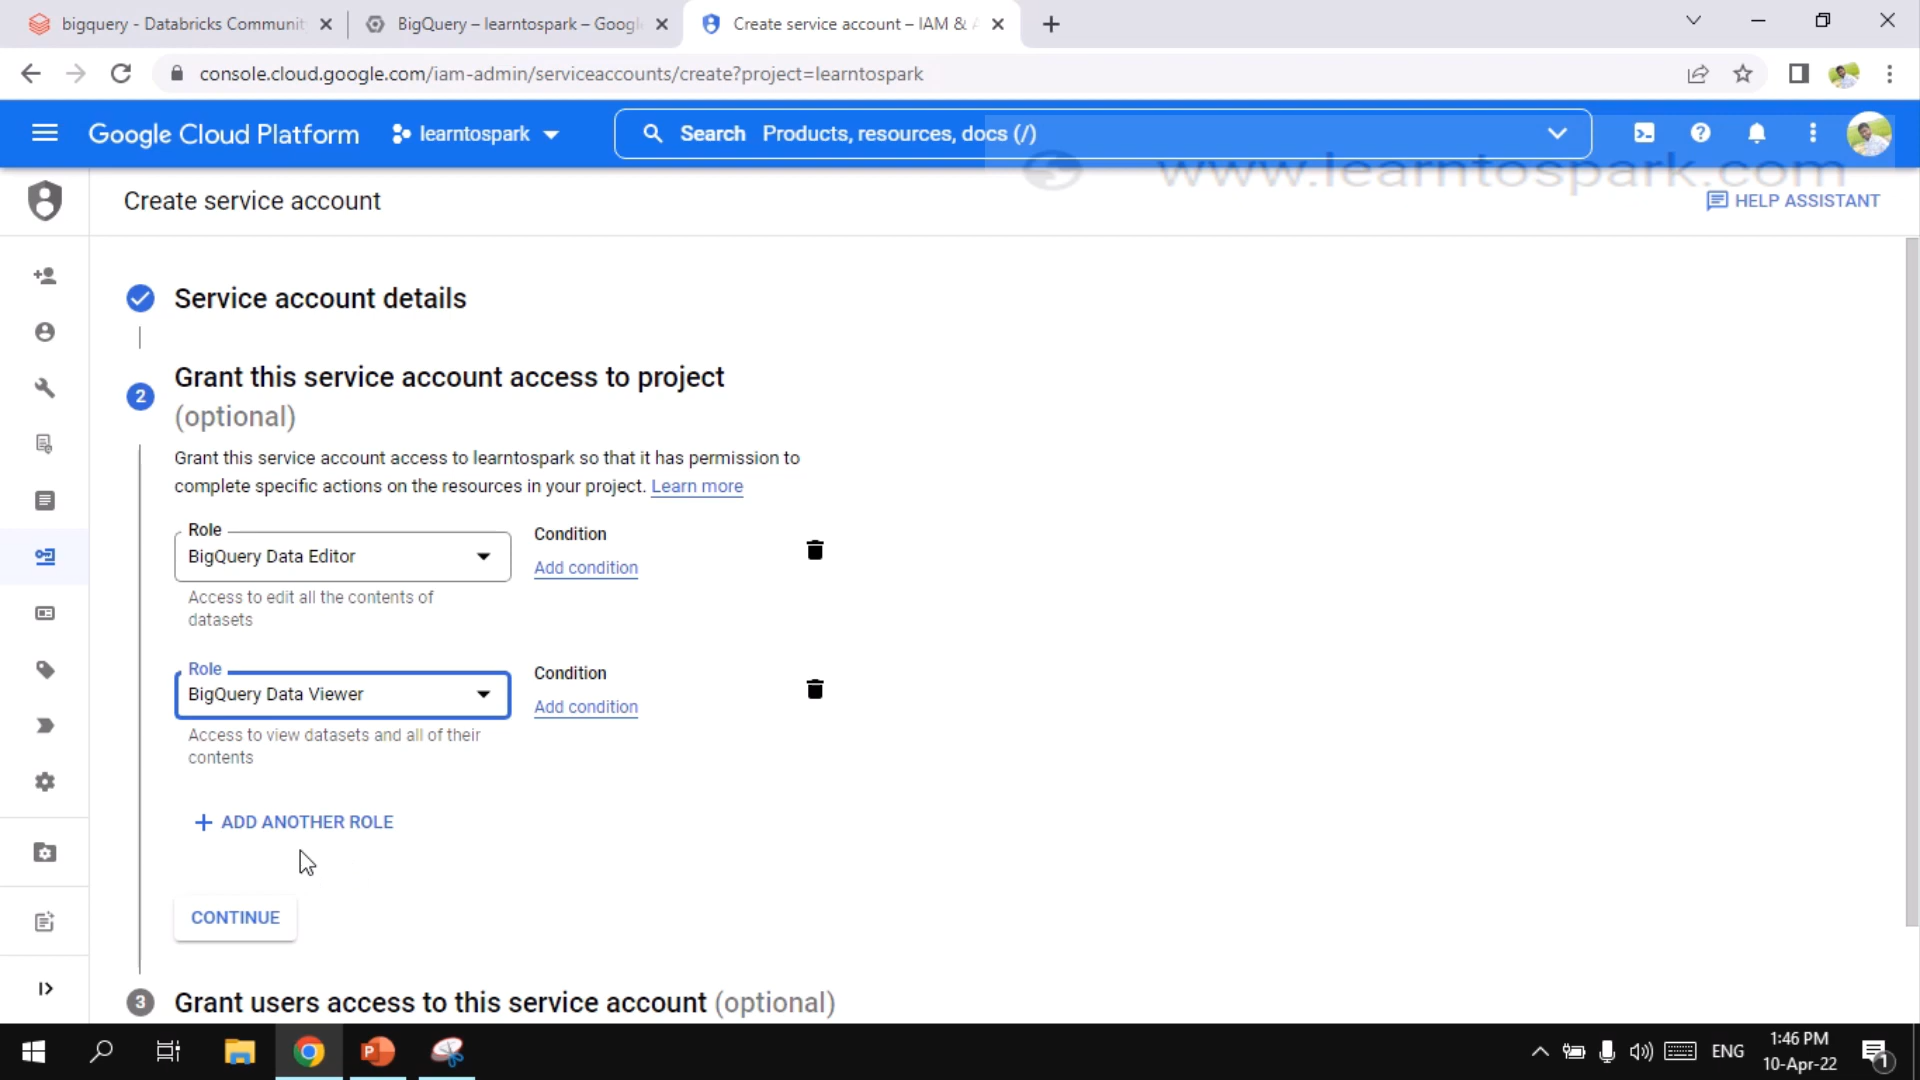 bigquery - Databricks Communit
BigQuery – learntospark – Googl
Create service account – IAM & A
console.cloud.google.com/iam-admin/serviceaccounts/create?project=learntospark
Google Cloud Platform
learntospark
Search Products, resources, docs (/)
www.learntospark.com
Create service account
HELP ASSISTANT
Service account details
2
Grant this service account access to project
(optional)
Grant this service account access to learntospark so that it has permission to
complete specific actions on the resources in your project. Learn more
Role
BigQuery Data Editor
Condition
Add condition
Access to edit all the contents of
datasets
Role
BigQuery Data Viewer
Condition
Add condition
Access to view datasets and all of their
contents
+ ADD ANOTHER ROLE
CONTINUE
3
Grant users access to this service account (optional)
ENG
1:46 PM
10-Apr-22
1